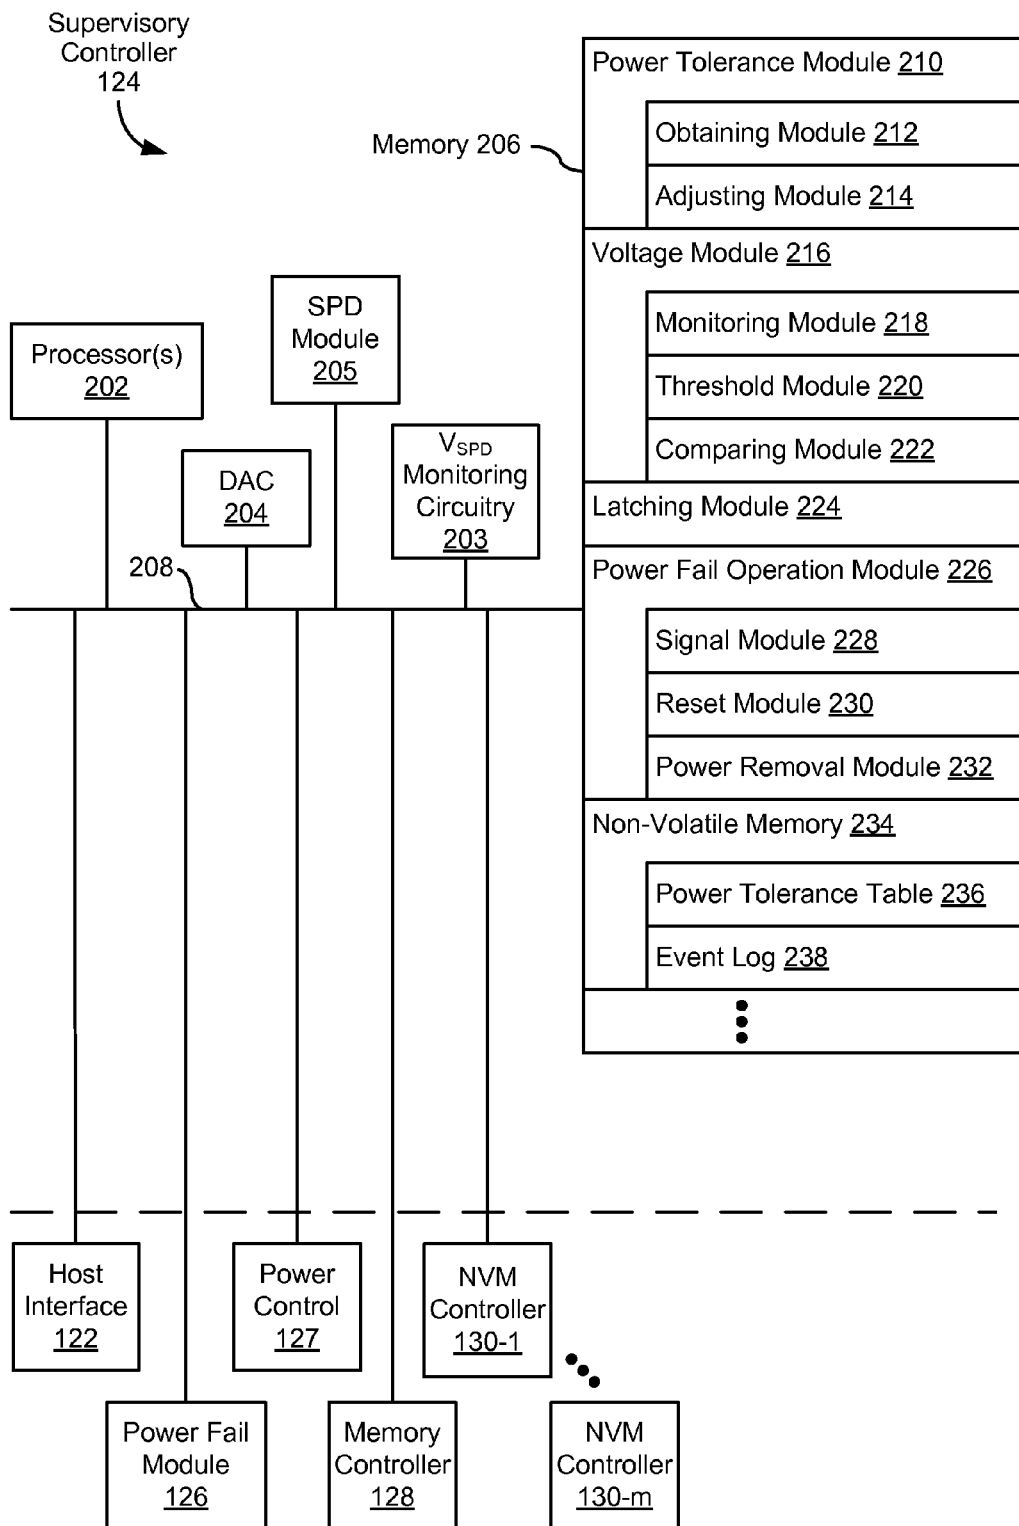 Supervisory
Controller
124
Memory 206
Power Tolerance Module 210
Obtaining Module 212
Adjusting Module 214
Voltage Module 216
Monitoring Module 218
Threshold Module 220
Comparing Module 222
Latching Module 224
Power Fail Operation Module 226
Signal Module 228
Reset Module 230
Power Removal Module 232
Non-Volatile Memory 234
Power Tolerance Table 236
Event Log 238
Processor(s)
202
DAC
204
SPD
Module
205
VSPD
Monitoring
Circuitry
203
208
Host
Interface
122
Power Fail
Module
126
Power
Control
127
Memory
Controller
128
NVM
Controller
130-1
NVM
Controller
130-m